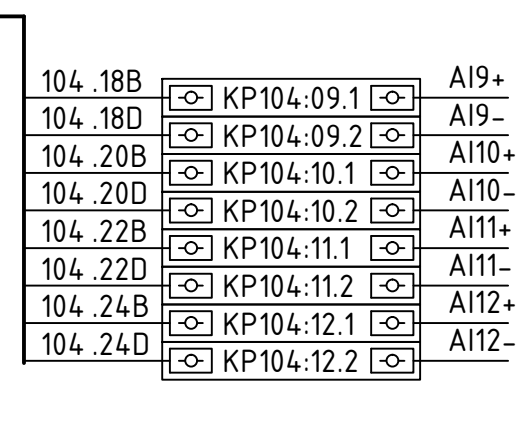 104 .18B KP104:09.1 AI9+
104 .18D KP104:09.2 AI9-
104 .20B KP104:10.1 AI10+
104 .20D KP104:10.2 AI10-
104 .22B KP104:11.1 AI11+
104 .22D KP104:11.2 AI11-
104 .24B KP104:12.1 AI12+
104 .24D KP104:12.2 AI12-